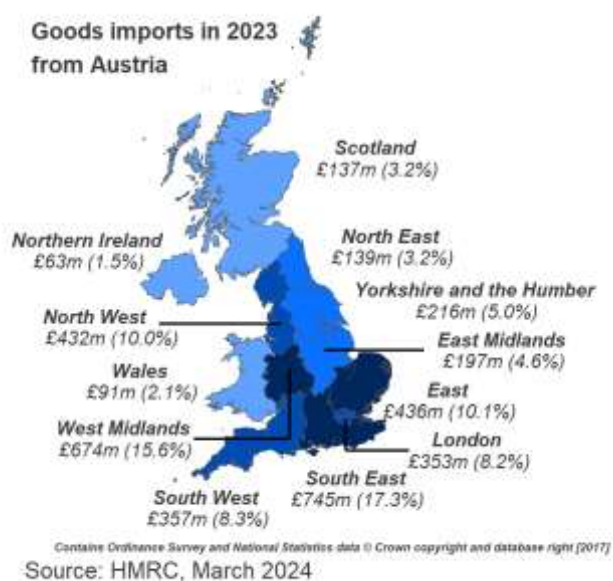 Goods imports in 2023
from Austria
Scotland
£137m (3.2%)
Northern Ireland
£63m (1.5%)
North East
£139m (3.2%)
Yorkshire and the Humber
£216m (5.0%)
North West
£432m (10.0%)
East Midlands
£197m (4.6%)
Wales
£91m (2.1%)
East
£436m (10.1%)
West Midlands
£674m (15.6%)
London
£353m (8.2%)
South West
£357m (8.3%)
South East
£745m (17.3%)
Contains Ordinance Survey and National Statistics data © Crown copyright and database right [2017]
Source: HMRC, March 2024